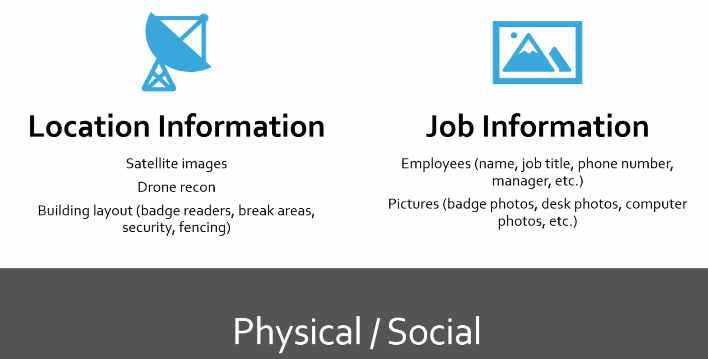 Location Information
Satellite images
Drone recon
Building layout (badge readers, break areas,
security, fencing)
Job Information
Employees (name, job title, phone number,
manager, etc.)
Pictures (badge photos, desk photos, computer
photos, etc.)
Physical / Social